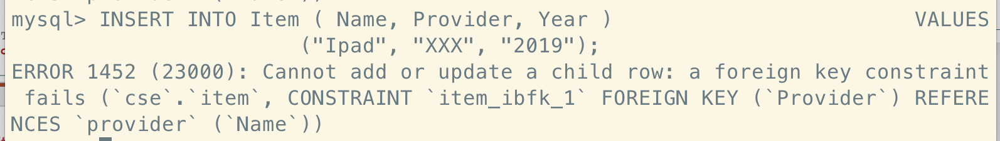 mysql> INSERT INTO Item ( Name, Provider, Year ) VALUES
("Ipad", "XXX", "2019");
ERROR 1452 (23000): Cannot add or update a child row: a foreign key constraint
fails (`cse`.`item`, CONSTRAINT `item_ibfk_1` FOREIGN KEY (`Provider`) REFERE
NCES `provider` (`Name`))